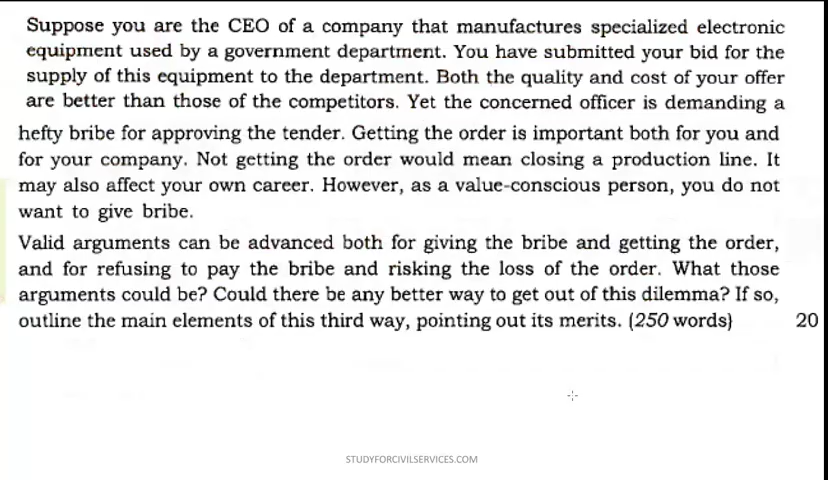 Suppose you are the CEO of a company that manufactures specialized electronic
equipment used by a government department. You have submitted your bid for the
supply of this equipment to the department. Both the quality and cost of your offer
are better than those of the competitors. Yet the concerned officer is demanding a
hefty bribe for approving the tender. Getting the order is important both for you and
for your company. Not getting the order would mean closing a production line. It
may also affect your own career. However, as a value-conscious person, you do not
want to give bribe.
Valid arguments can be advanced both for giving the bribe and getting the order,
and for refusing to pay the bribe and risking the loss of the order. What those
arguments could be? Could there be any better way to get out of this dilemma? If so,
outline the main elements of this third way, pointing out its merits. (250 words) 20
STUDYFORCIVILSERVICES.COM